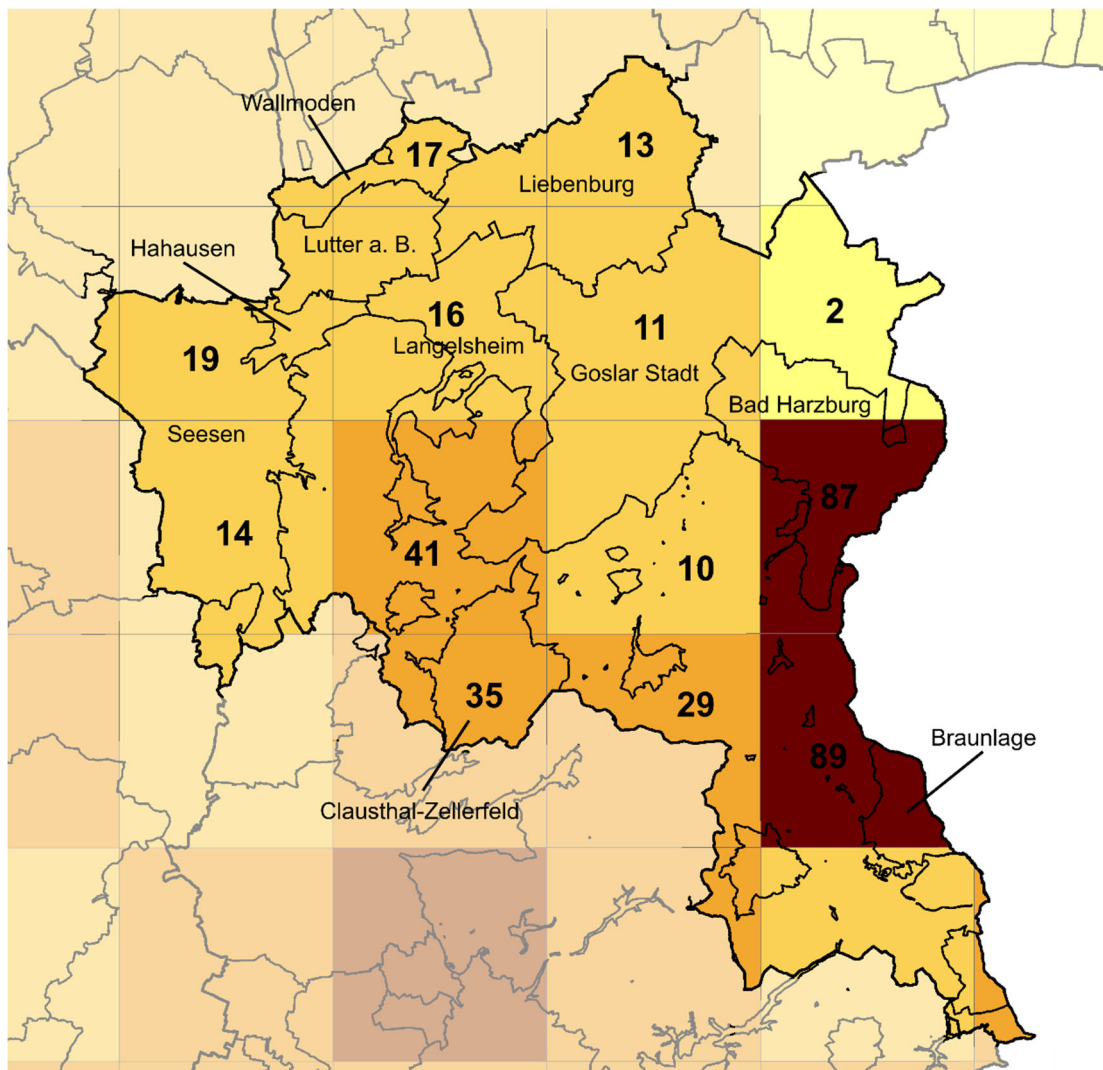 Wallmoden
17
13
Liebenburg
Hahausen
Lutter a. B.
2
16
11
19
Langelsheim
Goslar Stadt
Bad Harzburg
Seesen
87
14
41
10
35
29
Braunlage
89
Clausthal-Zellerfeld